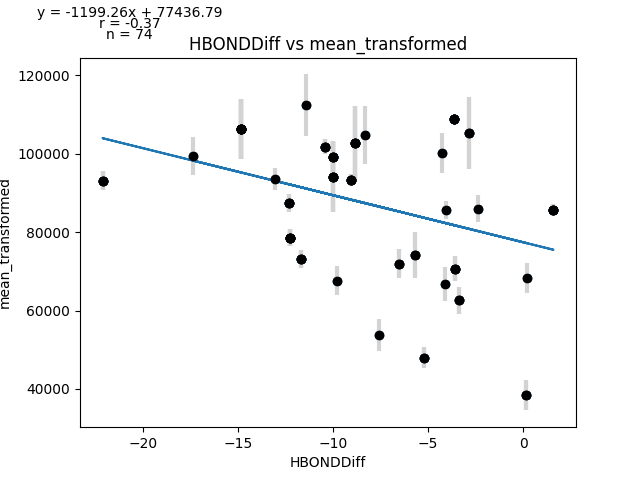 y = -1199.26x + 77436.79
r = -0.37
n = 74
HBONDDiff vs mean_transformed
120000
100000
80000
60000
40000
mean_transformed
−20
−15
−10
−5
0
HBONDDiff